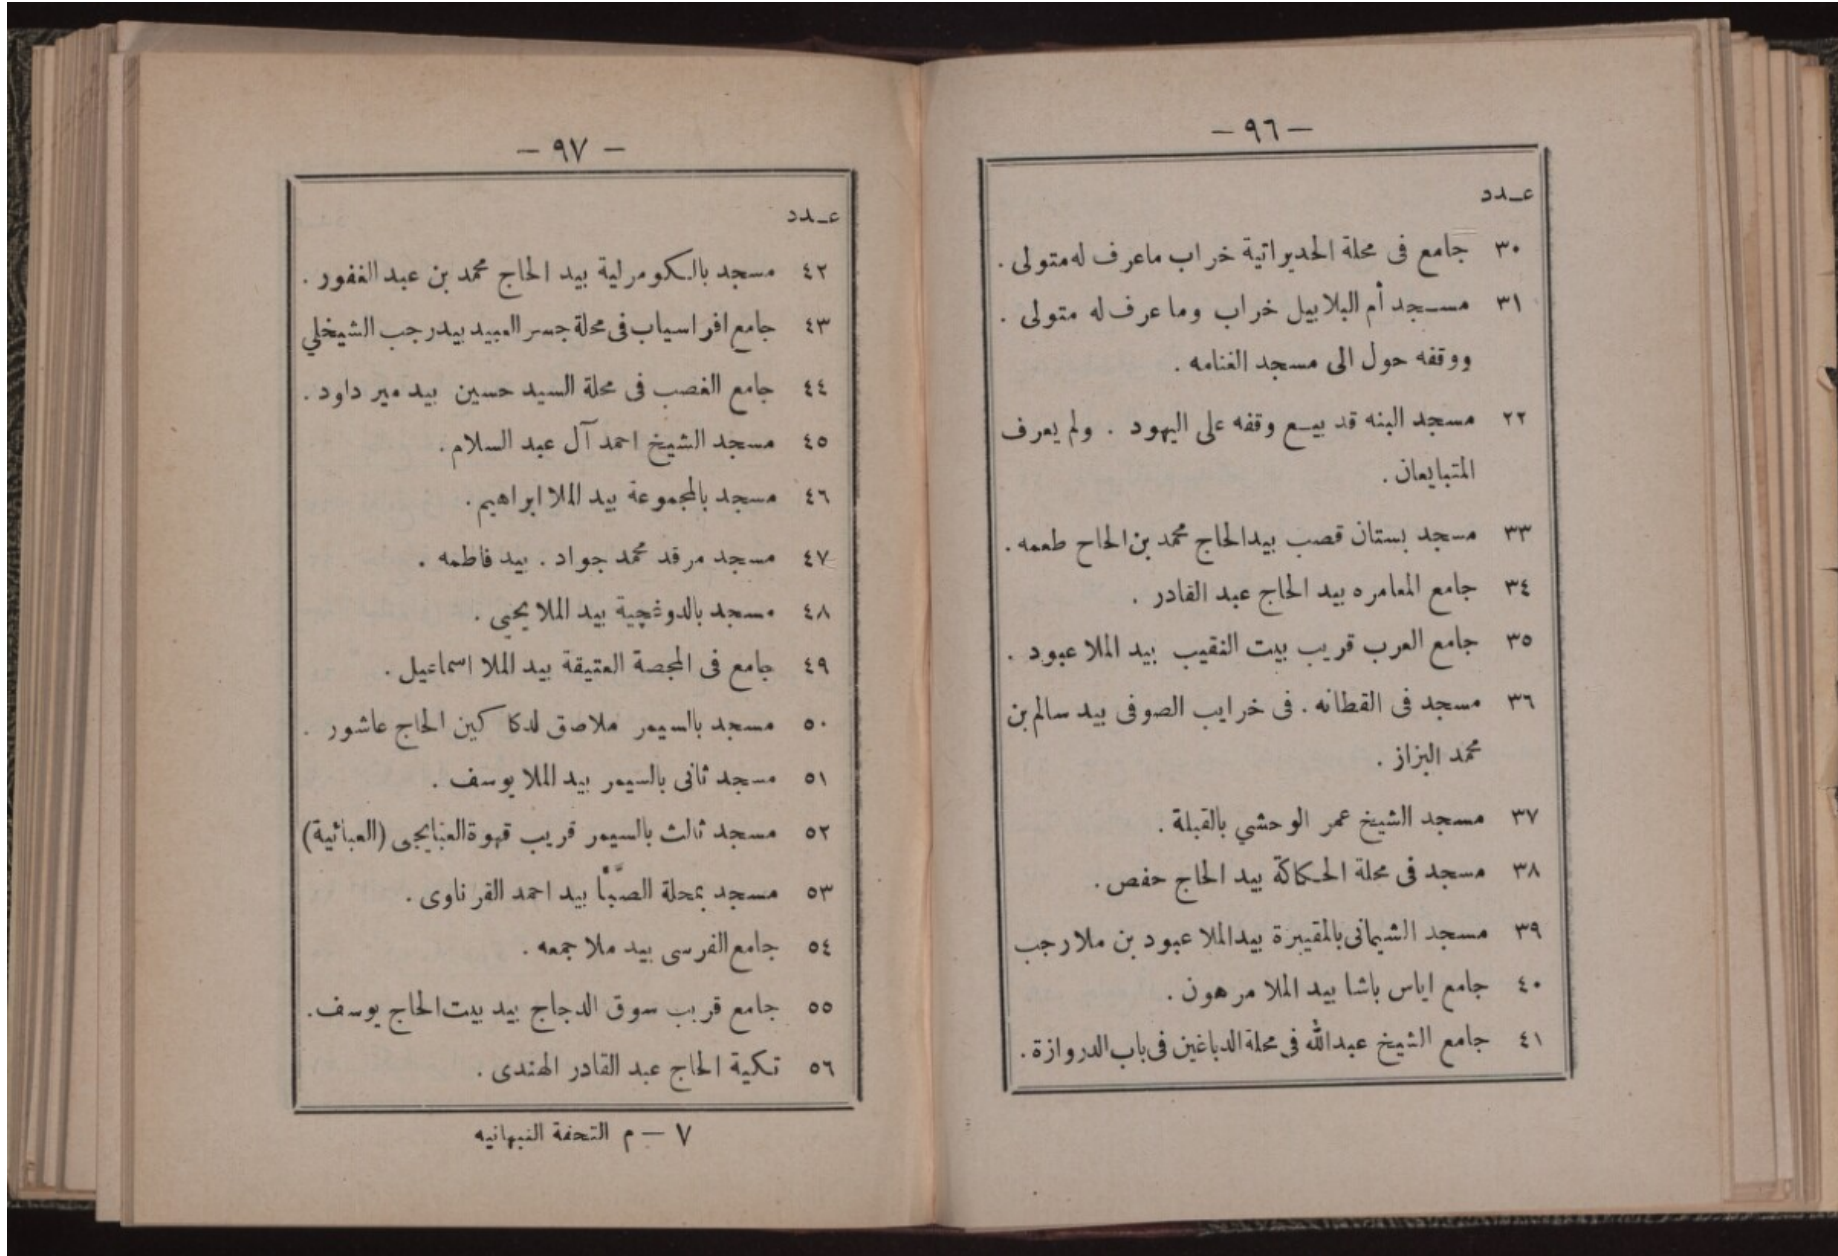 — ٩٦ —
عـدد
٣٠ جامع فى محلة الحديراتية خراب ماعرف له متولى .
٣١ مسجد أم البلابيل خراب وما عرف له متولى .
ووقفه حول الى مسجد الغنامه .
٢٢ مسجد البنه قد بيع وقفه على اليهود . ولم يعرف
المتبايعان .
٣٣ مسجد بستان قصب بيد الحاج محمد بن الحاج طعمه .
٣٤ جامع المعامره بيد الحاج عبد القادر .
٣٥ جامع العرب قريب بيت النقيب بيد الملا عبود .
٣٦ مسجد فى القطانه . فى خرايب الصوفى بيد سالم بن
محمد البزاز .
٣٧ مسجد الشيخ عمر الوحشي بالقبلة .
٣٨ مسجد فى محلة الحكاكة بيد الحاج حفص .
٣٩ مسجد الشيمانى بالمقيبرة بيد الملا عبود بن ملا رجب
٤٠ جامع اياس باشا بيد الملا مرهون .
٤١ جامع الشيخ عبد الله فى محلة الدباغين فى باب الدروازة .
— ٩٧ —
عـدد
٤٢ مسجد بالكومرلية بيد الحاج محمد بن عبد الغفور .
٤٣ جامع افراسياب فى محلة جسر العبيد بيد رجب الشيخلي
٤٤ جامع الغصب فى محلة السيد حسين بيد مير داود .
٤٥ مسجد الشيخ احمد آل عبد السلام .
٤٦ مسجد بالمجموعة بيد الملا ابراهيم .
٤٧ مسجد مرقد محمد جواد . بيد فاطمه .
٤٨ مسجد بالدوغچية بيد الملا يحيى .
٤٩ جامع فى المجصة العتيقة بيد الملا اسماعيل .
٥٠ مسجد بالسيمر ملاصق لدكاكين الحاج عاشور .
٥١ مسجد ثانى بالسيمر بيد الملا يوسف .
٥٢ مسجد ثالث بالسيمر قريب قهوة العبايجى (العبائية)
٥٣ مسجد بمحلة الصبَّا بيد احمد القرناوى .
٥٤ جامع الفرسى بيد ملا جمعه .
٥٥ جامع قريب سوق الدجاج بيد بيت الحاج يوسف .
٥٦ تكية الحاج عبد القادر الهندى .
٧ — م التحفة النبهانيه